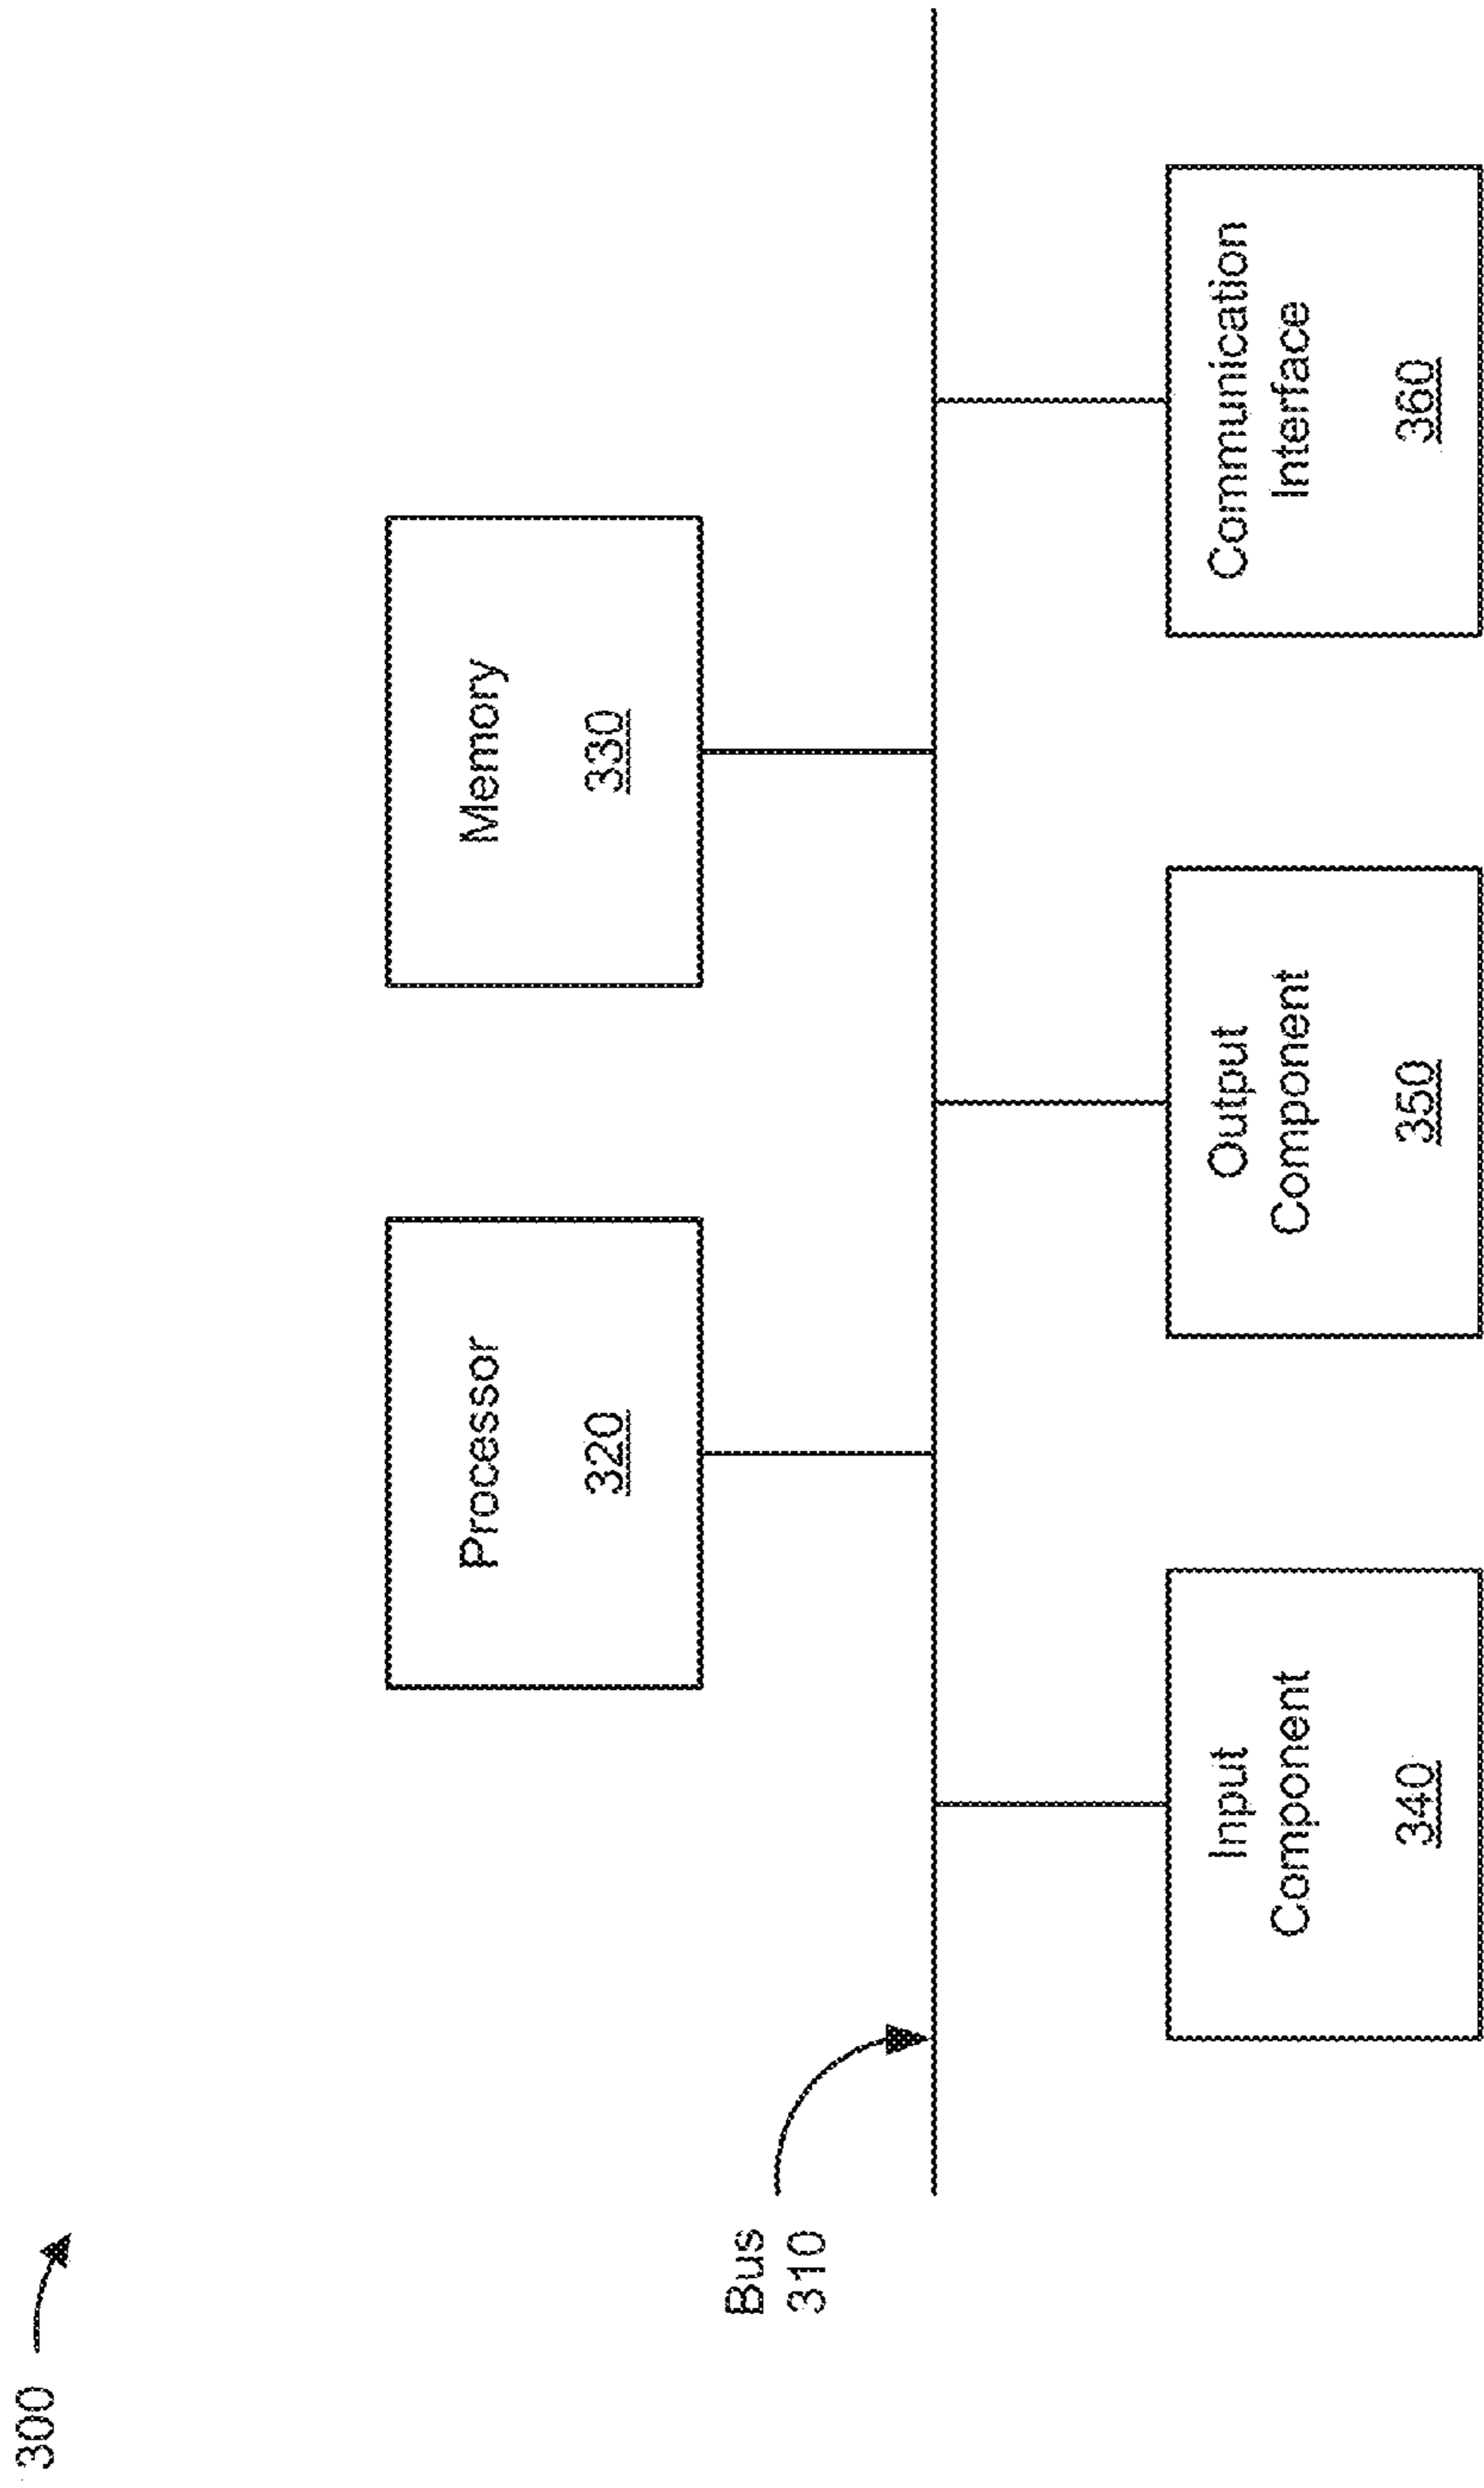 300
Bus
310
Processor
320
Memory
330
Input
Component
340
Output
Component
350
Communication
Interface
360